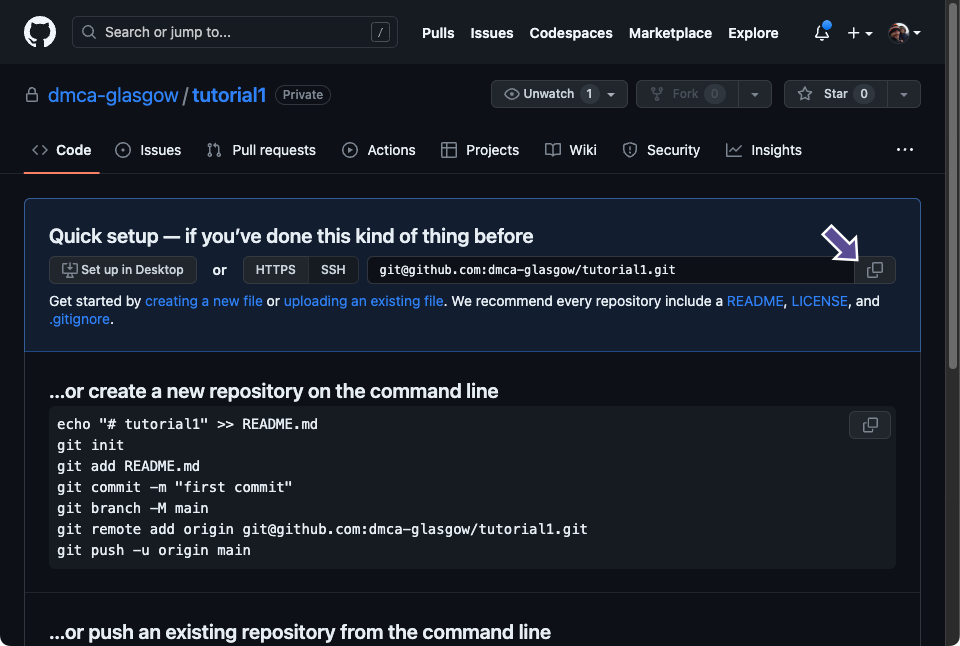 Search or jump to... /
Pulls Issues Codespaces Marketplace Explore
dmca-glasgow / tutorial1 Private
Unwatch 1 Fork 0 Star 0
Code Issues Pull requests Actions Projects Wiki Security Insights
Quick setup — if you’ve done this kind of thing before
Set up in Desktop or HTTPS SSH git@github.com:dmca-glasgow/tutorial1.git
Get started by creating a new file or uploading an existing file. We recommend every repository include a README, LICENSE, and
.gitignore.
...or create a new repository on the command line
echo "# tutorial1" >> README.md
git init
git add README.md
git commit -m "first commit"
git branch -M main
git remote add origin git@github.com:dmca-glasgow/tutorial1.git
git push -u origin main
...or push an existing repository from the command line